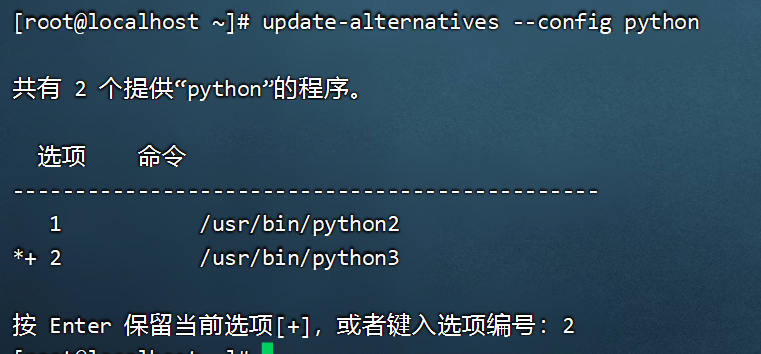 [root@localhost ~]# update-alternatives --config python
共有 2 个提供“python”的程序。
选项 命令
-----------------------------------------------
1 /usr/bin/python2
*+ 2 /usr/bin/python3
按 Enter 保留当前选项[+]，或者键入选项编号：2
[root@localhost ~]#